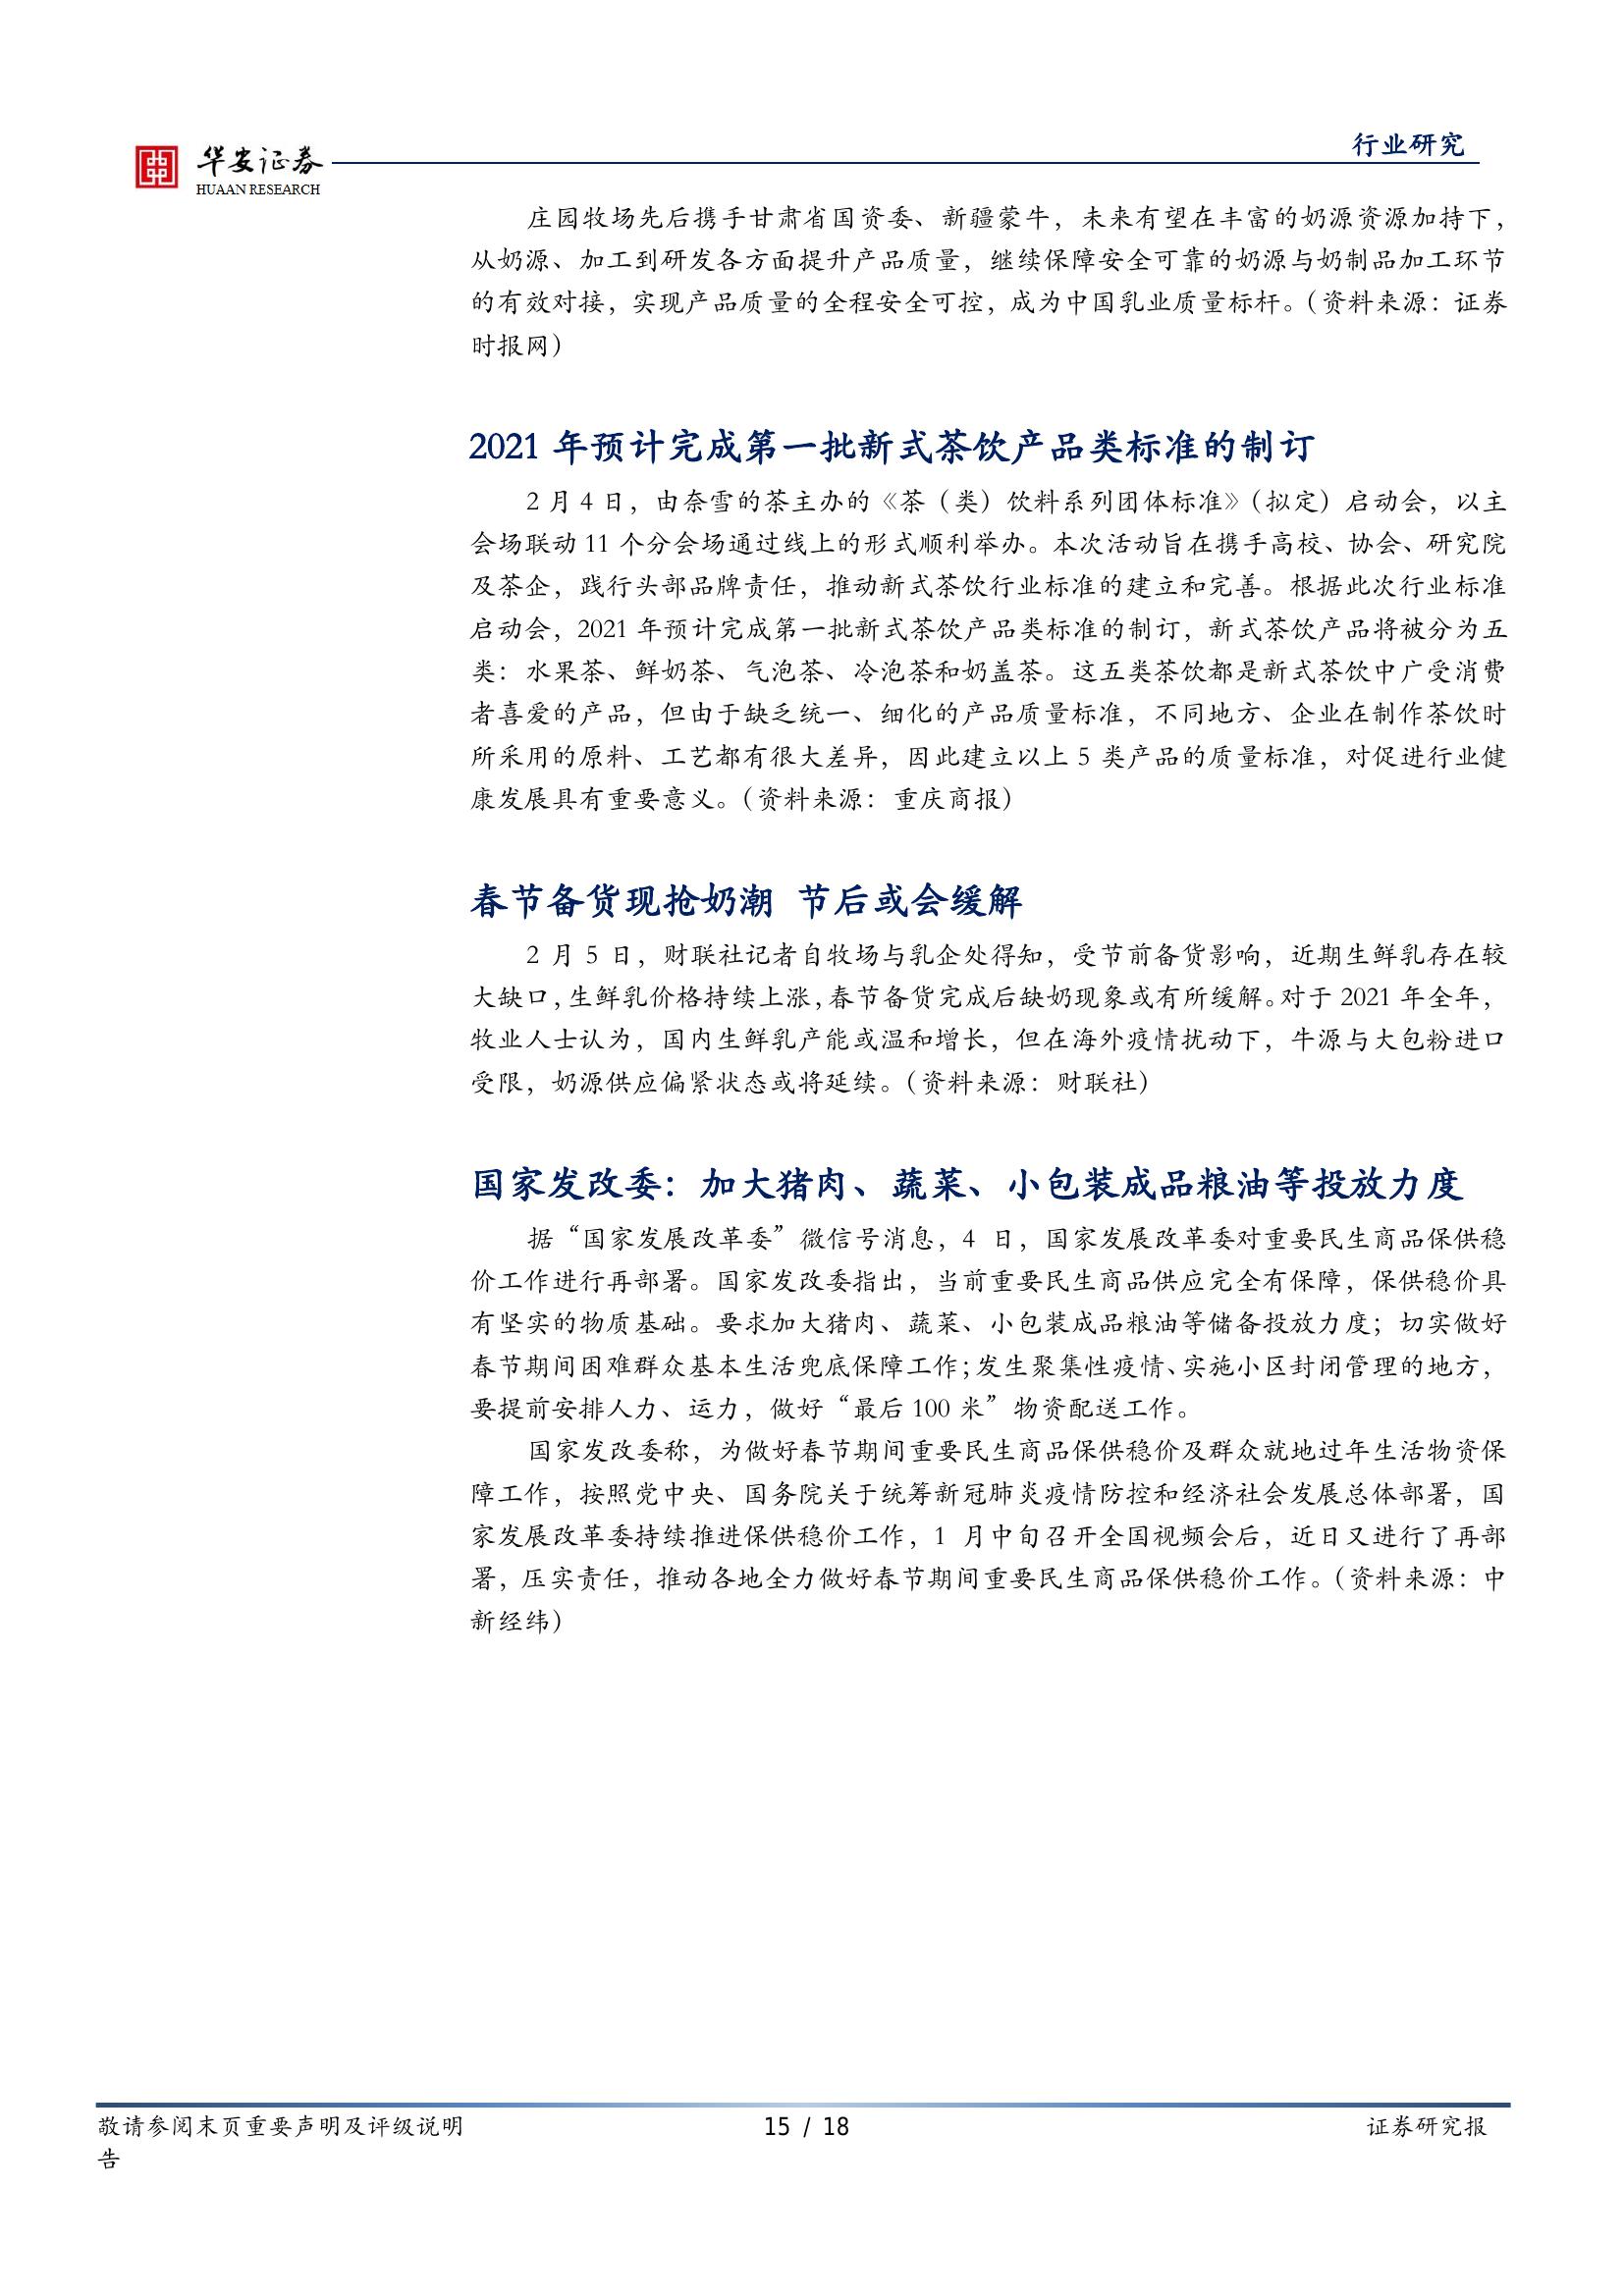 华安证券
HUAAN RESEARCH
行业研究
庄园牧场先后携手甘肃省国资委、新疆蒙牛，未来有望在丰富的奶源资源加持下，
从奶源、加工到研发各方面提升产品质量，继续保障安全可靠的奶源与奶制品加工环节
的有效对接，实现产品质量的全程安全可控，成为中国乳业质量标杆。（资料来源：证券
时报网）
2021 年预计完成第一批新式茶饮产品类标准的制订
2 月 4 日，由奈雪的茶主办的《茶（类）饮料系列团体标准》（拟定）启动会，以主
会场联动 11 个分会场通过线上的形式顺利举办。本次活动旨在携手高校、协会、研究院
及茶企，践行头部品牌责任，推动新式茶饮行业标准的建立和完善。根据此次行业标准
启动会，2021 年预计完成第一批新式茶饮产品类标准的制订，新式茶饮产品将被分为五
类：水果茶、鲜奶茶、气泡茶、冷泡茶和奶盖茶。这五类茶饮都是新式茶饮中广受消费
者喜爱的产品，但由于缺乏统一、细化的产品质量标准，不同地方、企业在制作茶饮时
所采用的原料、工艺都有很大差异，因此建立以上 5 类产品的质量标准，对促进行业健
康发展具有重要意义。（资料来源：重庆商报）
春节备货现抢奶潮 节后或会缓解
2 月 5 日，财联社记者自牧场与乳企处得知，受节前备货影响，近期生鲜乳存在较
大缺口，生鲜乳价格持续上涨，春节备货完成后缺奶现象或有所缓解。对于 2021 年全年，
牧业人士认为，国内生鲜乳产能或温和增长，但在海外疫情扰动下，牛源与大包粉进口
受限，奶源供应偏紧状态或将延续。（资料来源：财联社）
国家发改委：加大猪肉、蔬菜、小包装成品粮油等投放力度
据“国家发展改革委”微信号消息，4 日，国家发展改革委对重要民生商品保供稳
价工作进行再部署。国家发改委指出，当前重要民生商品供应完全有保障，保供稳价具
有坚实的物质基础。要求加大猪肉、蔬菜、小包装成品粮油等储备投放力度；切实做好
春节期间困难群众基本生活兜底保障工作；发生聚集性疫情、实施小区封闭管理的地方，
要提前安排人力、运力，做好“最后 100 米”物资配送工作。
国家发改委称，为做好春节期间重要民生商品保供稳价及群众就地过年生活物资保
障工作，按照党中央、国务院关于统筹新冠肺炎疫情防控和经济社会发展总体部署，国
家发展改革委持续推进保供稳价工作，1 月中旬召开全国视频会后，近日又进行了再部
署，压实责任，推动各地全力做好春节期间重要民生商品保供稳价工作。（资料来源：中
新经纬）
敬请参阅末页重要声明及评级说明 15 / 18 证券研究报
告